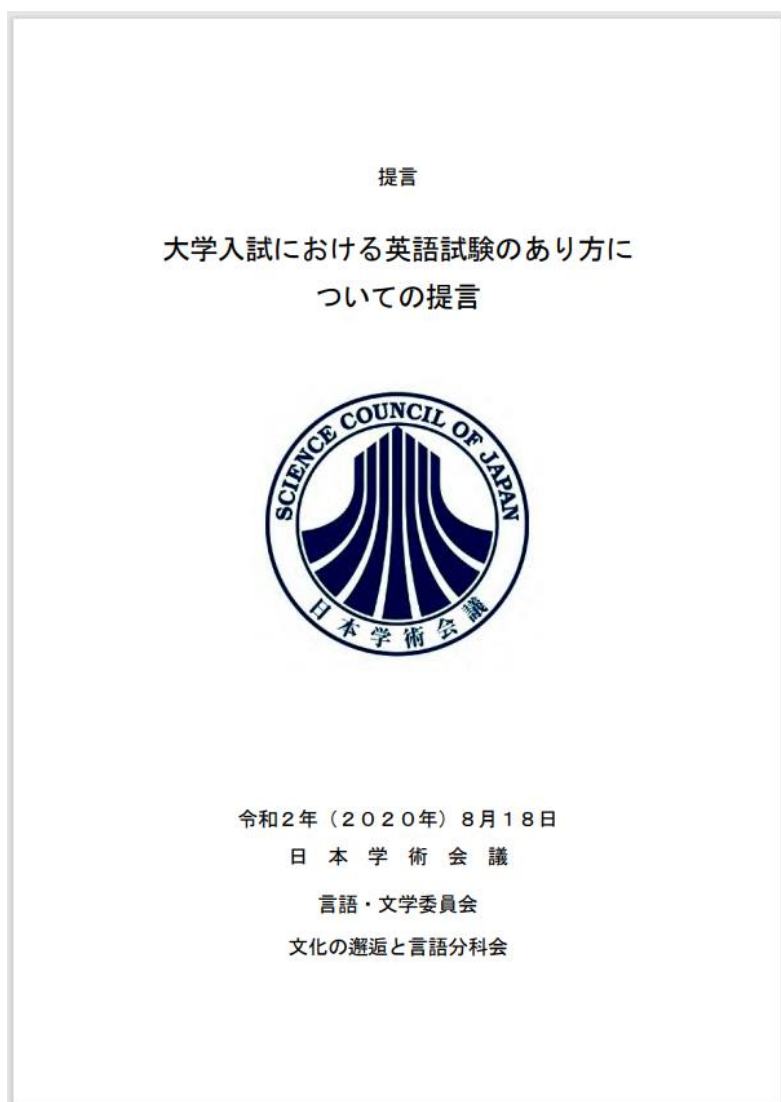 提言
大学入試における英語試験のあり方に
ついての提言
SCIENCE COUNCIL OF JAPAN
日本学術会議
令和２年（２０２０年）８月１８日
日　本　学　術　会　議
言語・文学委員会
文化の邂逅と言語分科会